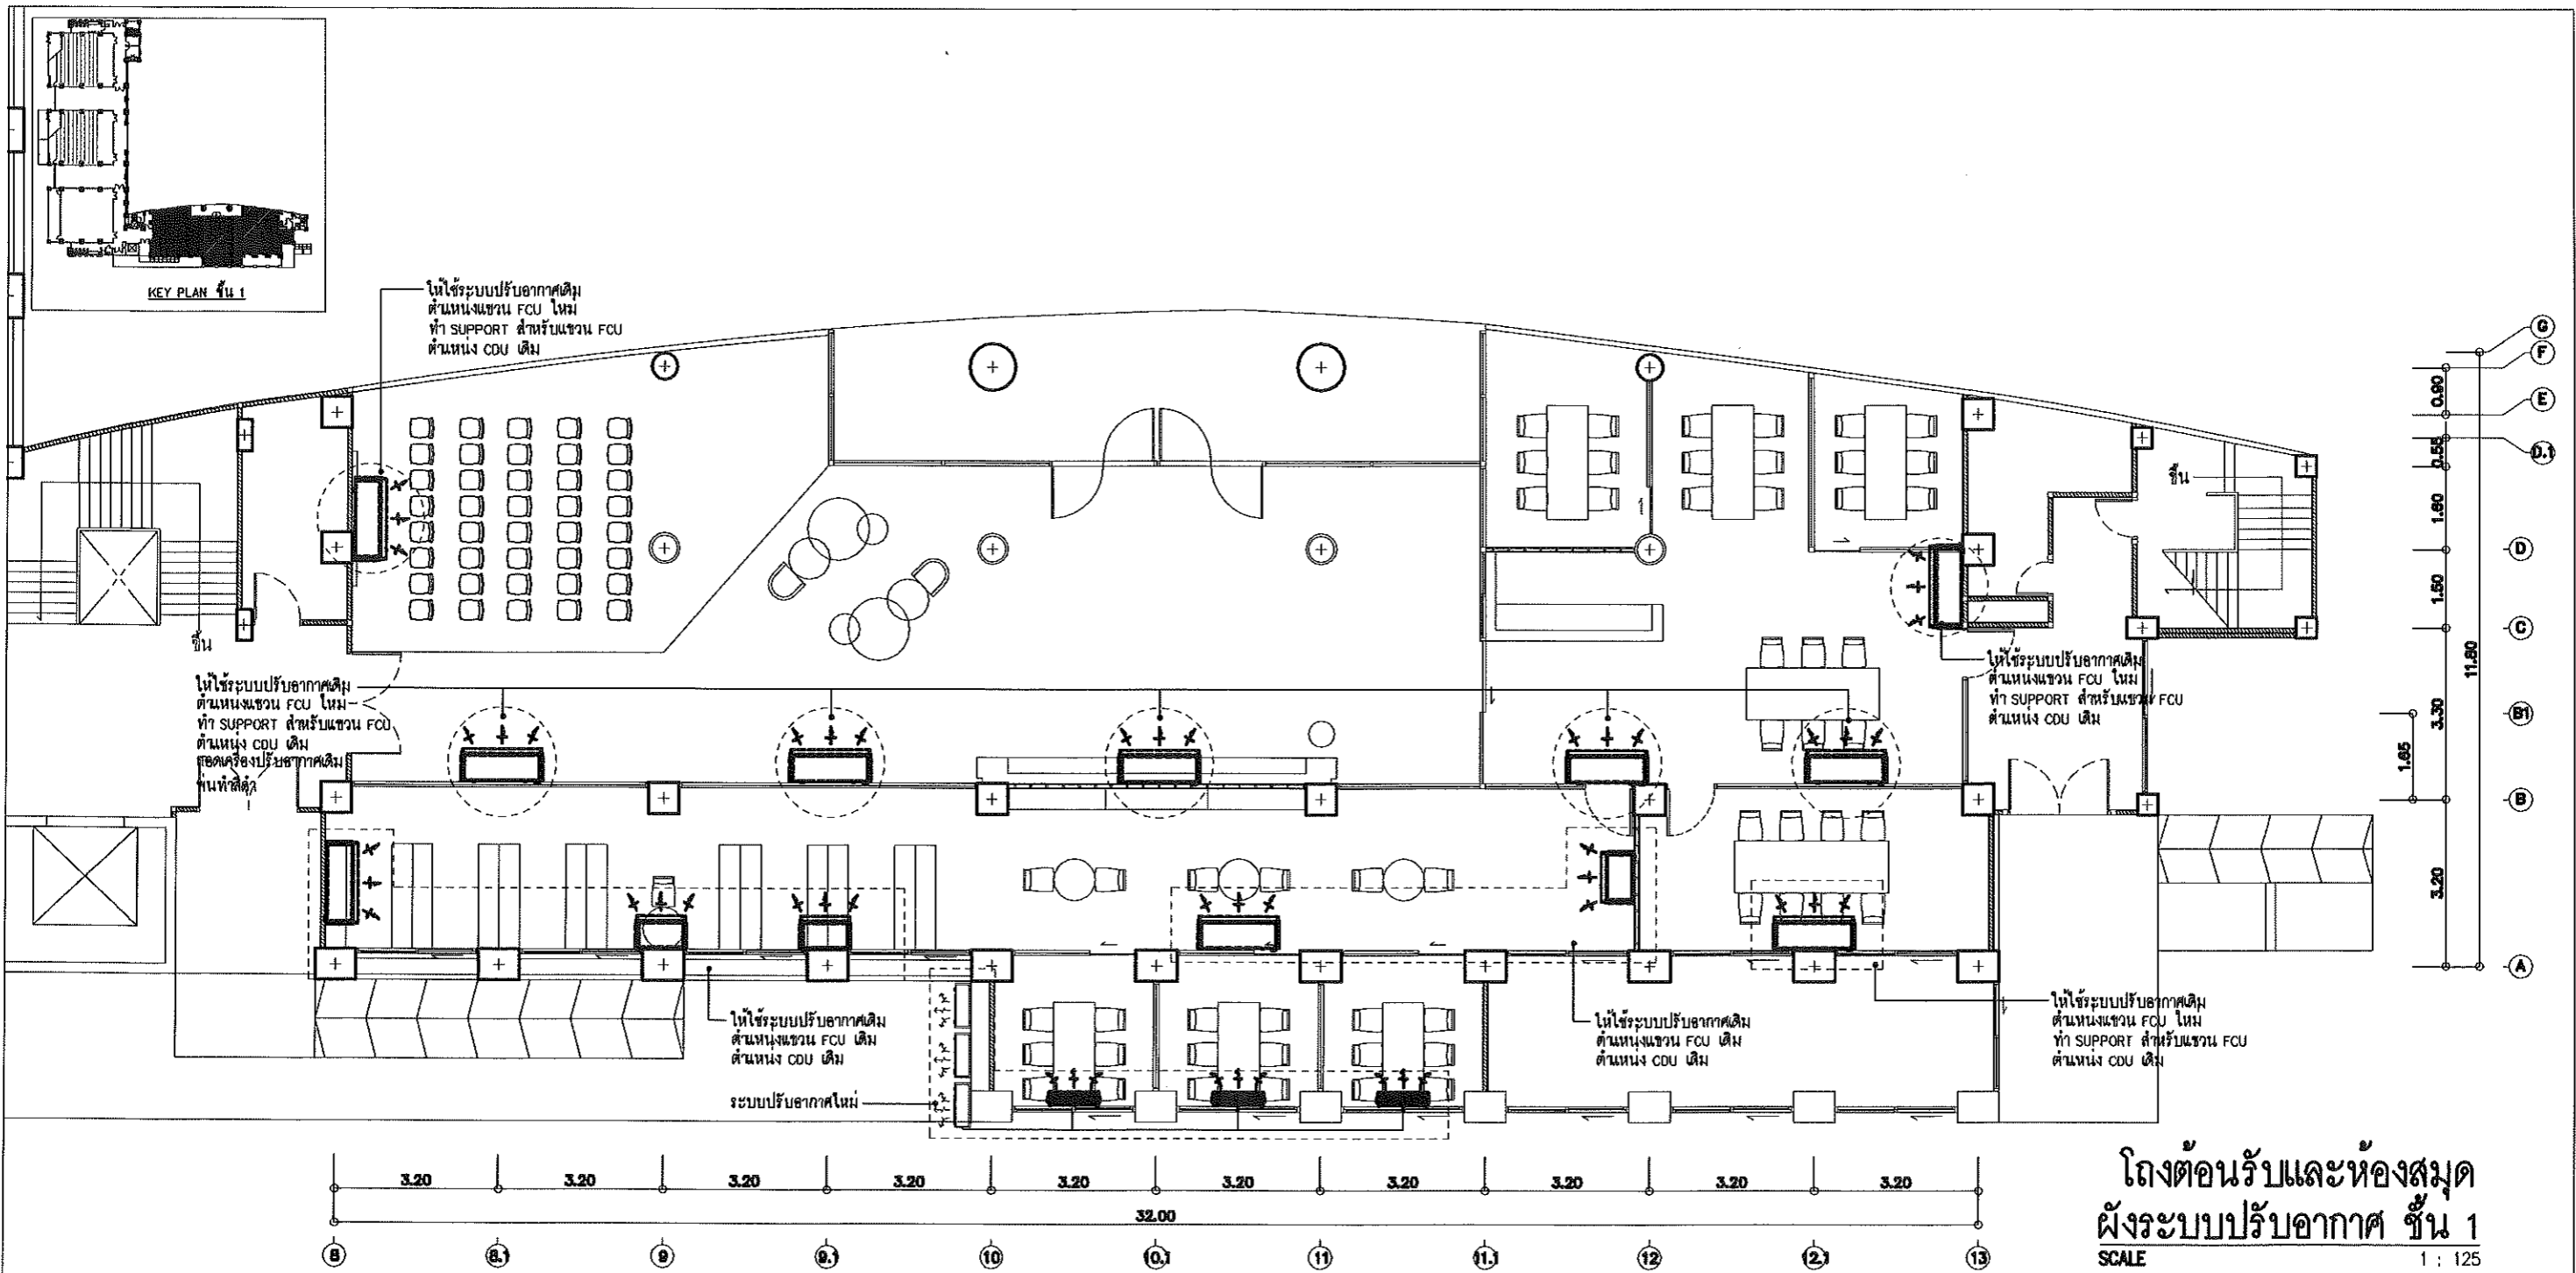 KEY PLAN ชั้น 1
ให้ใช้ระบบปรับอากาศเดิม
ตำแหน่งแขวน FCU ใหม่
ทำ SUPPORT สำหรับแขวน FCU
ตำแหน่ง CDU เดิม
G
F
E
D.1
D
C
B1
B
A
0.90
0.55
1.60
1.50
3.30
3.20
1.65
11.60
ขึ้น
ขึ้น
ให้ใช้ระบบปรับอากาศเดิม
ตำแหน่งแขวน FCU ใหม่
ทำ SUPPORT สำหรับแขวน FCU
ตำแหน่ง CDU เดิม
ถอดเครื่องปรับอากาศเดิม
พ่นทำสีดำ
ให้ใช้ระบบปรับอากาศเดิม
ตำแหน่งแขวน FCU ใหม่
ทำ SUPPORT สำหรับแขวน FCU
ตำแหน่ง CDU เดิม
ให้ใช้ระบบปรับอากาศเดิม
ตำแหน่งแขวน FCU เดิม
ตำแหน่ง CDU เดิม
ระบบปรับอากาศใหม่
ให้ใช้ระบบปรับอากาศเดิม
ตำแหน่งแขวน FCU เดิม
ตำแหน่ง CDU เดิม
ให้ใช้ระบบปรับอากาศเดิม
ตำแหน่งแขวน FCU ใหม่
ทำ SUPPORT สำหรับแขวน FCU
ตำแหน่ง CDU เดิม
3.20 3.20 3.20 3.20 3.20 3.20 3.20 3.20 3.20 3.20
32.00
8 8.1 9 9.1 10 10.1 11 11.1 12 12.1 13
โถงต้อนรับและห้องสมุด
ผังระบบปรับอากาศ ชั้น 1
SCALE 1 : 125